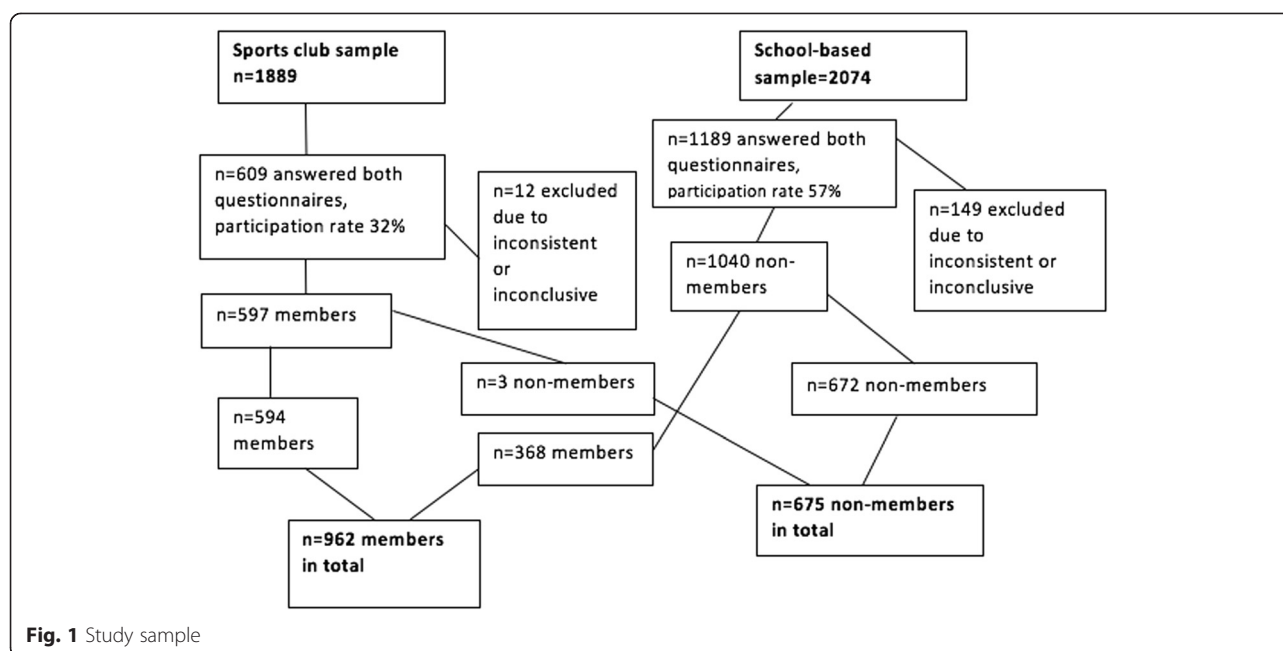 Sports club sample
n=1889
School-based
sample=2074
n=609 answered both
questionnaires,
participation rate 32%
n=12 excluded
due to
inconsistent
or
inconclusive
n=1189 answered both
questionnaires,
participation rate 57%
n=149 excluded
due to
inconsistent or
inconclusive
n=597 members
n=1040 non-
members
n=3 non-members
n=672 non-members
n=594
members
n=368 members
n=962 members
in total
n=675 non-members
in total
Fig. 1 Study sample